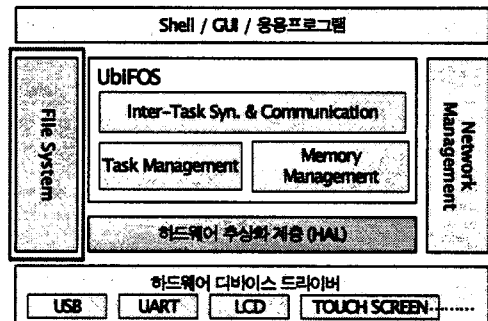 Shell / GUI / 응용프로그램
File System
UbiFOS
Inter-Task Syn. & Communication
Task Management
Memory
Management
Network
Management
하드웨어 추상화 계층 (HAL)
하드웨어 디바이스 드라이버
USB UART LCD TOUCH SCREEN .........